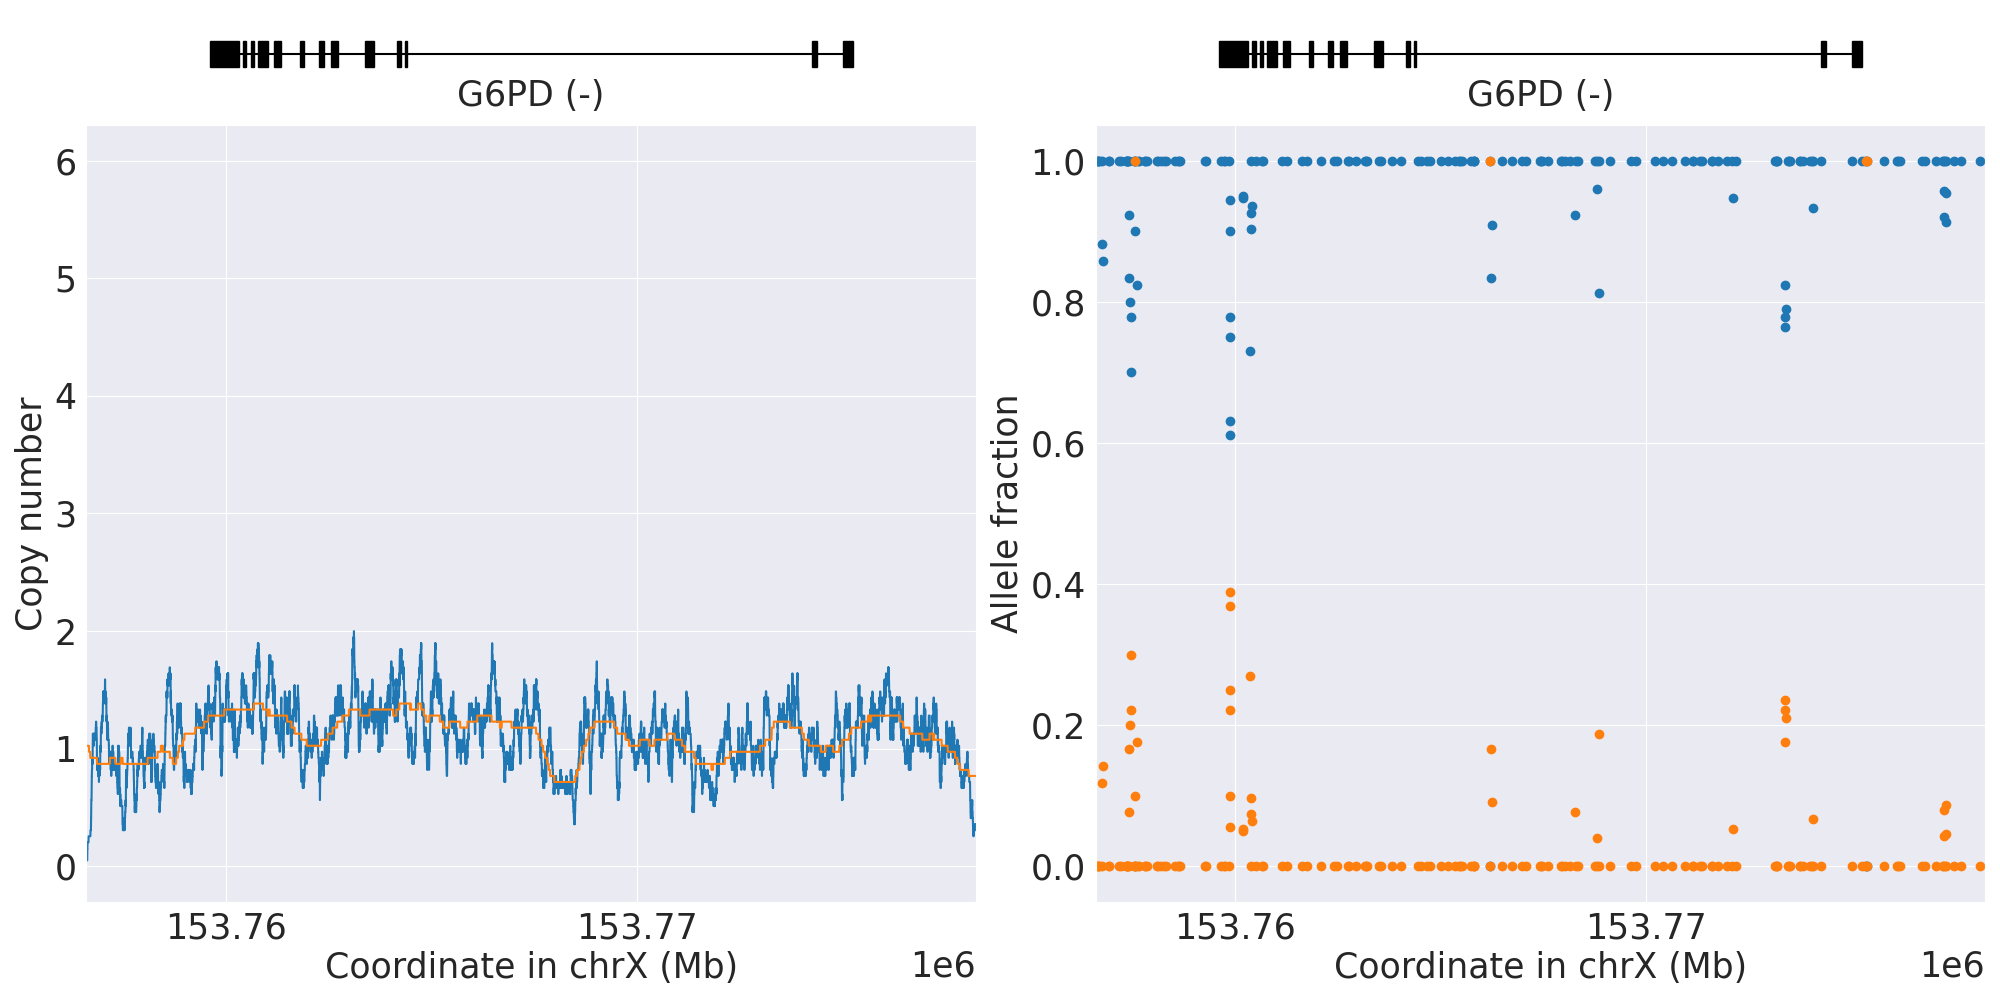 G6PD (-)
6
5
4
3
2
1
0
Copy number
153.76
153.77
Coordinate in chrX (Mb)
1e6
G6PD (-)
1.0
0.8
0.6
0.4
0.2
0.0
Allele fraction
153.76
153.77
Coordinate in chrX (Mb)
1e6